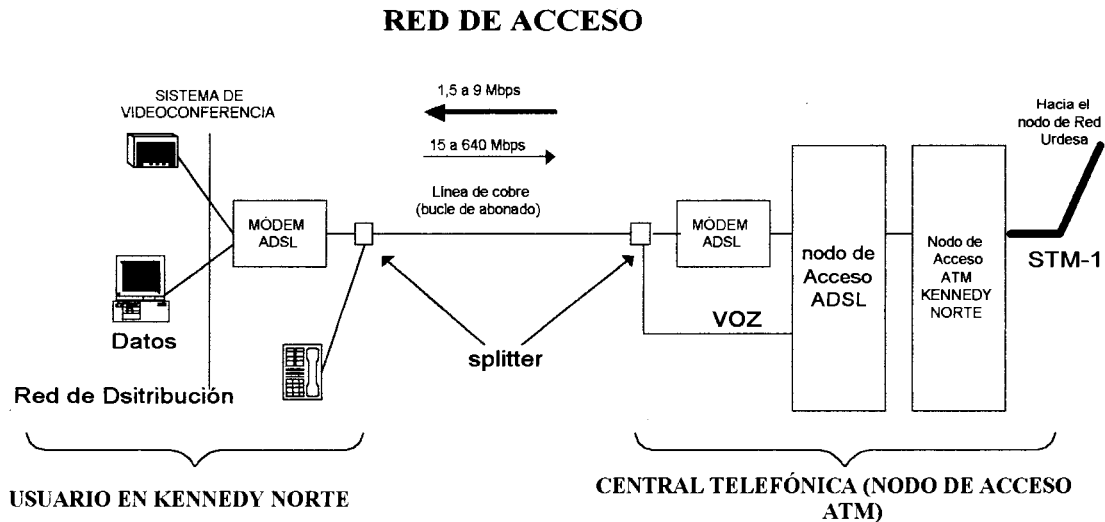 RED DE ACCESO
SISTEMA DE
VIDEOCONFERENCIA
1,5 a 9 Mbps
15 a 640 Mbps
Línea de cobre
(bucle de abonado)
Hacia el
nodo de Red
Urdesa
MÓDEM
ADSL
MÓDEM
ADSL
nodo de
Acceso
ADSL
Nodo de
Acceso
ATM
KENNEDY
NORTE
STM-1
VOZ
Datos
splitter
Red de Dsitribución
USUARIO EN KENNEDY NORTE
CENTRAL TELEFÓNICA (NODO DE ACCESO
ATM)